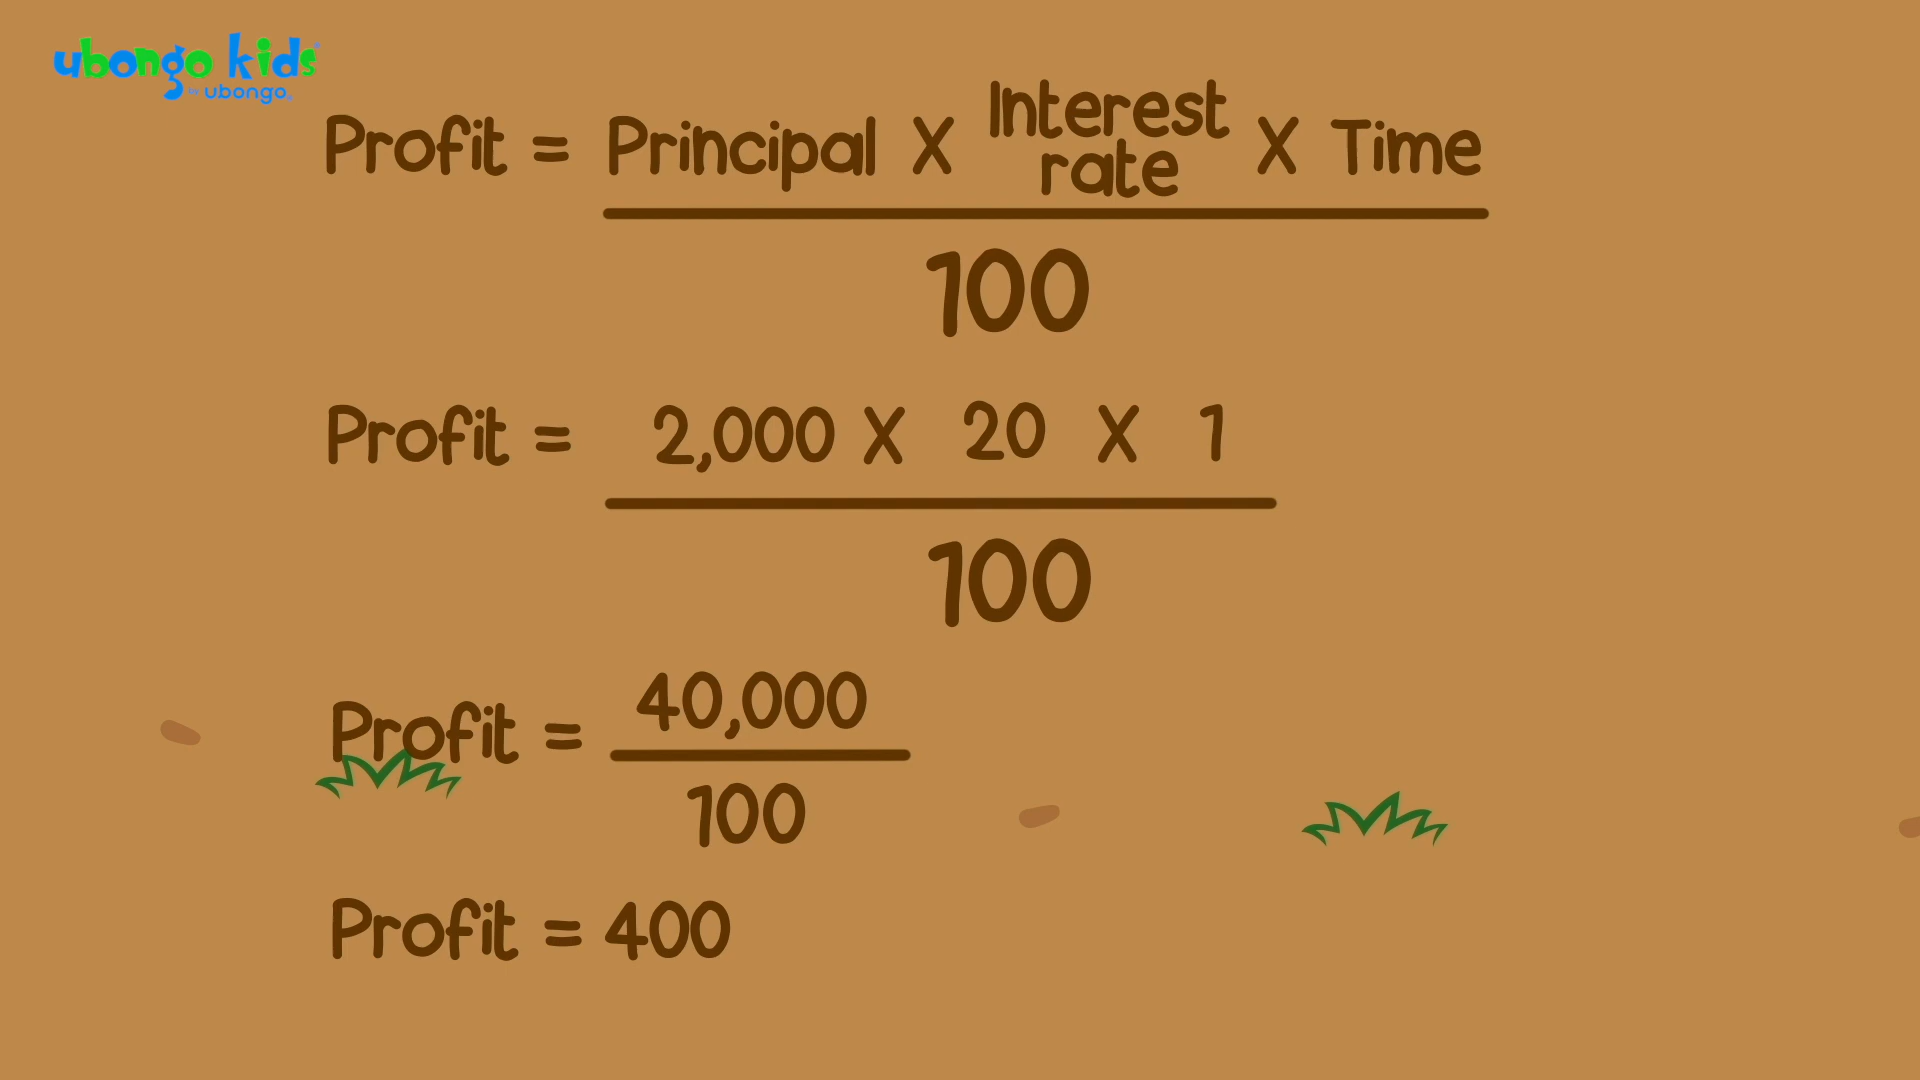 ubongo kids
by ubongo
Profit = Principal X Interest rate X Time
100
Profit = 2,000 X 20 X 1
100
Profit = 40,000
100
Profit = 400